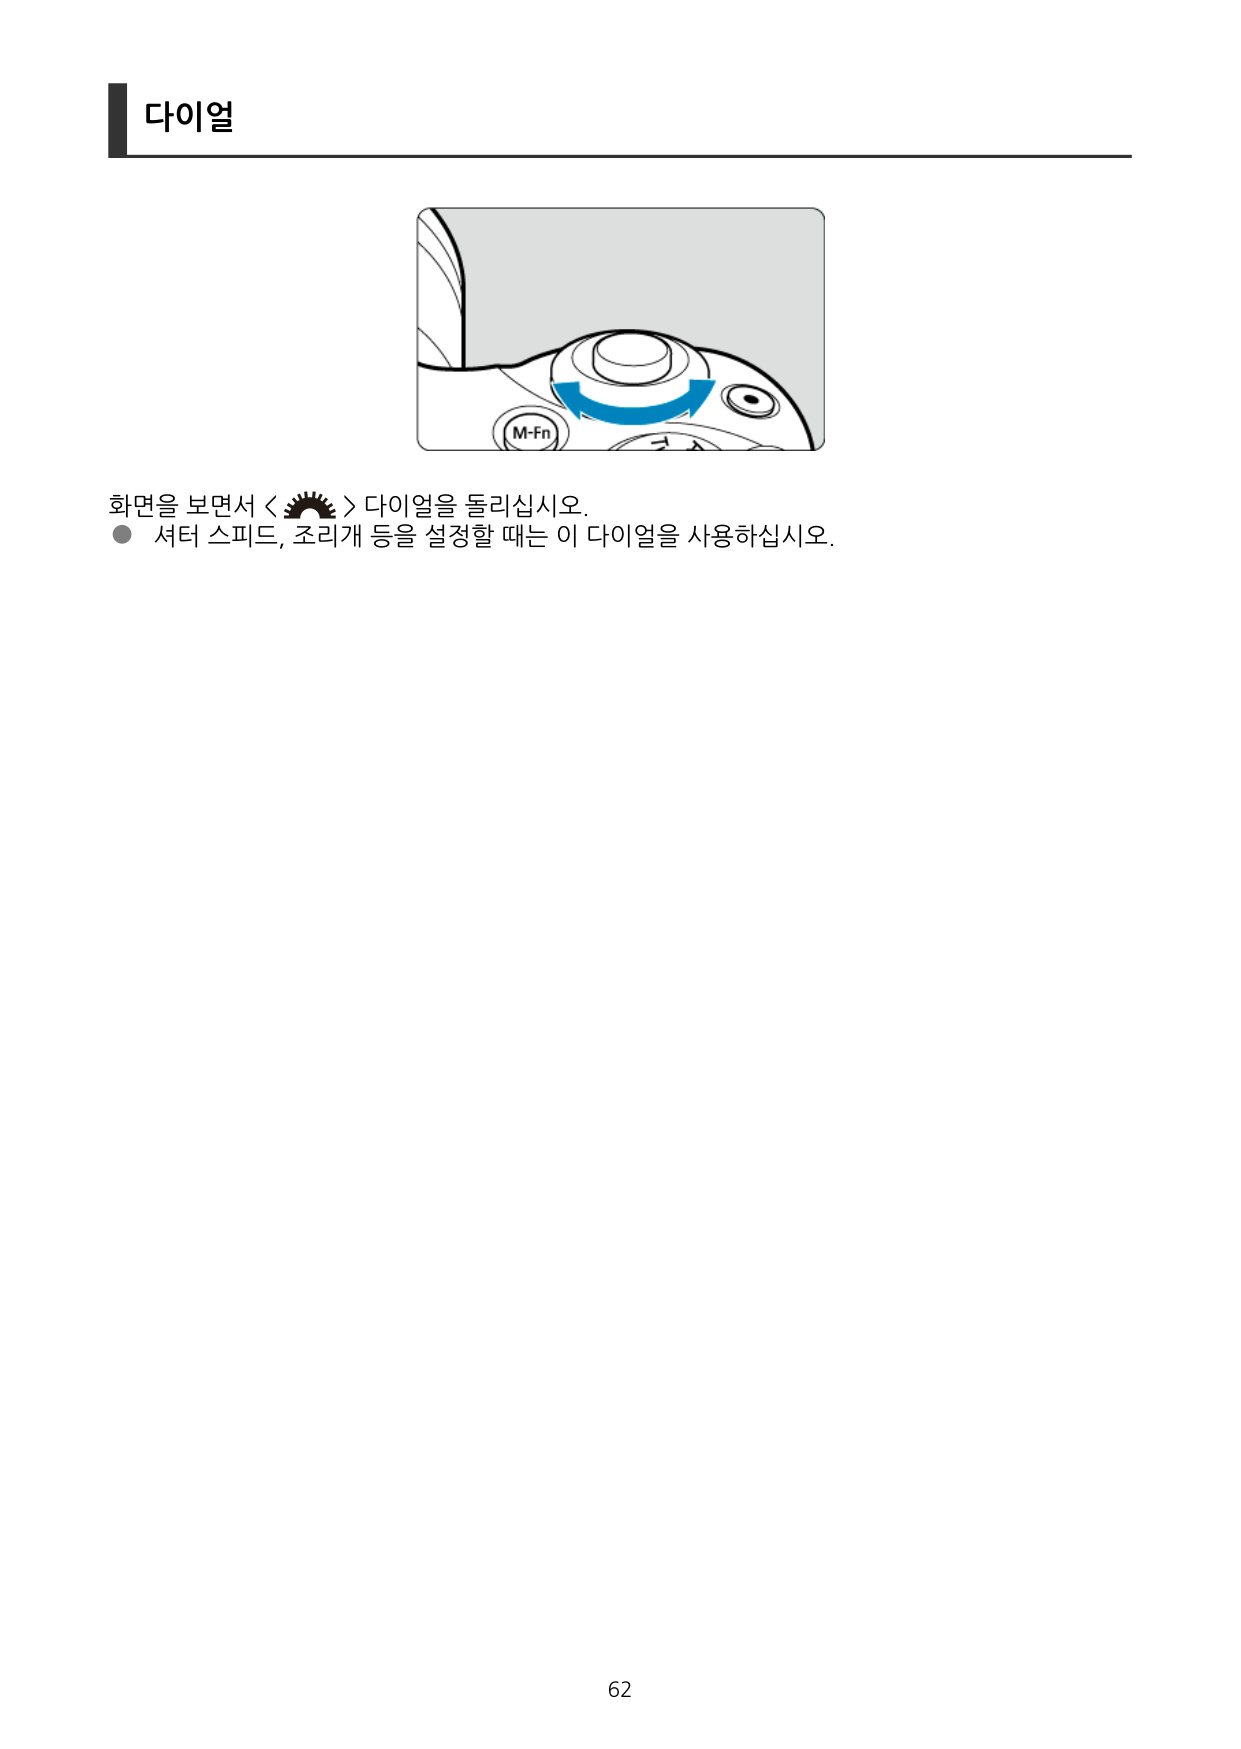 다이얼
M-Fn
화면을 보면서 < > 다이얼을 돌리십시오.
● 셔터 스피드, 조리개 등을 설정할 때는 이 다이얼을 사용하십시오.
62